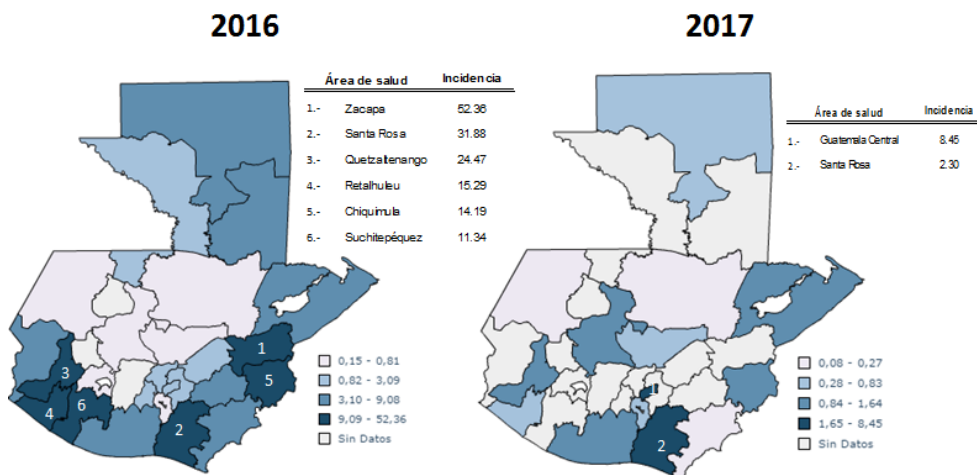 2016
Área de salud Incidencia
1.- Zacapa 52.36
2.- Santa Rosa 31.88
3.- Quetzaltenango 24.47
4.- Retalhuleu 15.29
5.- Chiquimula 14.19
6.- Suchitepéquez 11.34
1
5
3
4
6
2
0,15 - 0,81
0,82 - 3,09
3,10 - 9,08
9,09 - 52,36
Sin Datos
2017
Área de salud Incidencia
1.- Guatemala Central 8.45
2.- Santa Rosa 2.30
1
2
0,08 - 0,27
0,28 - 0,83
0,84 - 1,64
1,65 - 8,45
Sin Datos